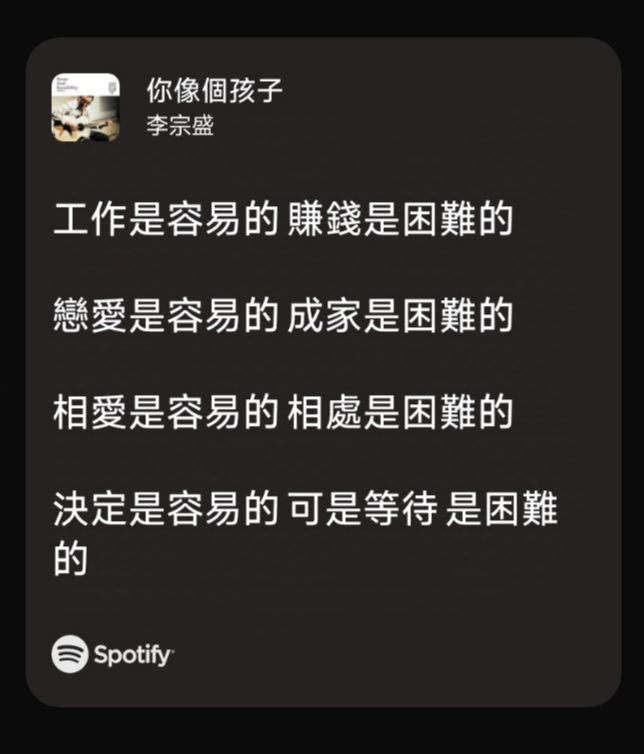 你像個孩子
李宗盛
工作是容易的 賺錢是困難的
戀愛是容易的 成家是困難的
相愛是容易的 相處是困難的
決定是容易的 可是等待 是困難
的
Spotify